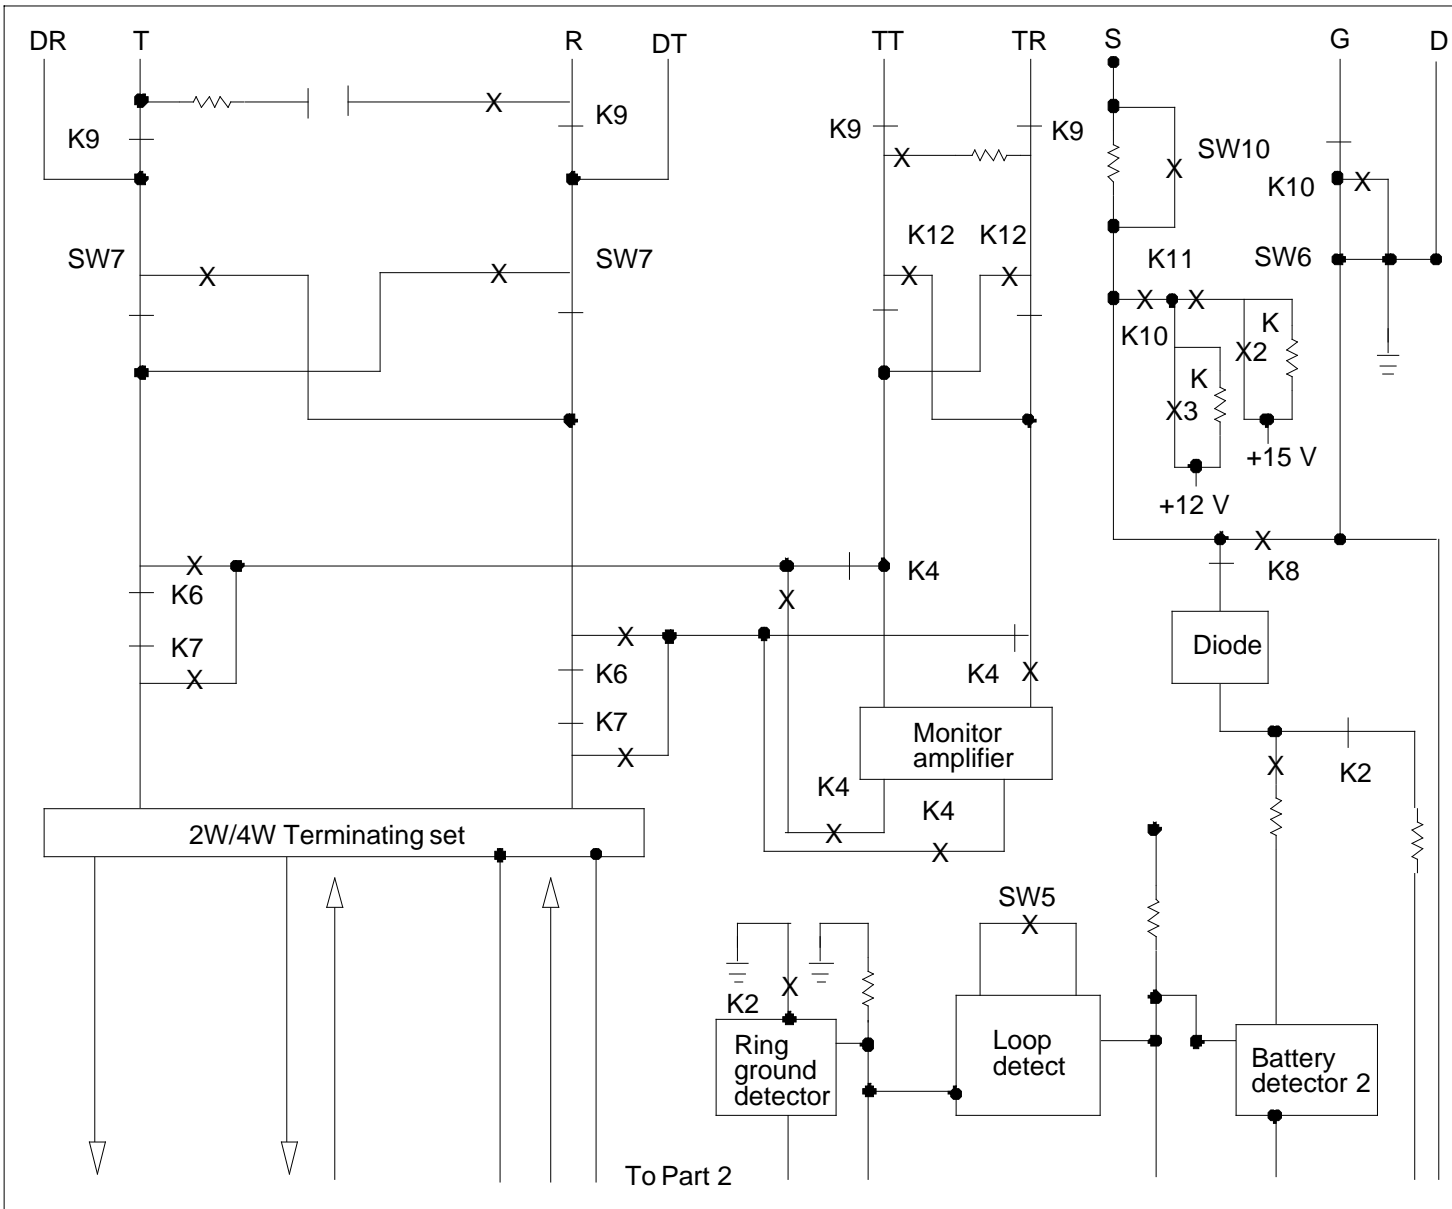 DR T R DT TT TR S G D
K9 K9 K9 K9
SW10
K10
SW7 SW7 K12 K12 K11 SW6
K10 K
X2
K
X3
+15 V
+12 V
K4 K8
K6
K7
K6 K4
K7
Diode
Monitor
amplifier
K2
K4
K4
2W/4W Terminating set
SW5
K2
Ring
ground
detector
Loop
detect
Battery
detector 2
To Part 2